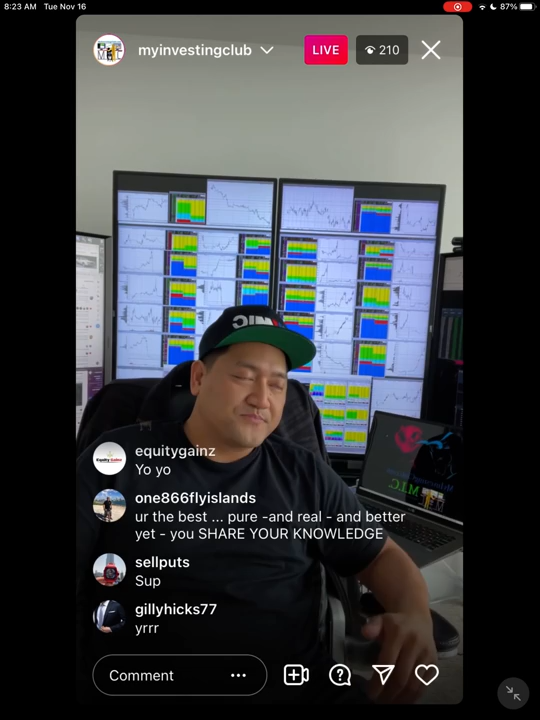 8:23 AM Tue Nov 16
87%
myinvestingclub
LIVE
210
MIC
equitygainz
Yo yo
one866flyislands
ur the best ... pure -and real - and better
yet - you SHARE YOUR KNOWLEDGE
sellputs
Sup
gillyhicks77
yrrr
M.I.C.
Comment